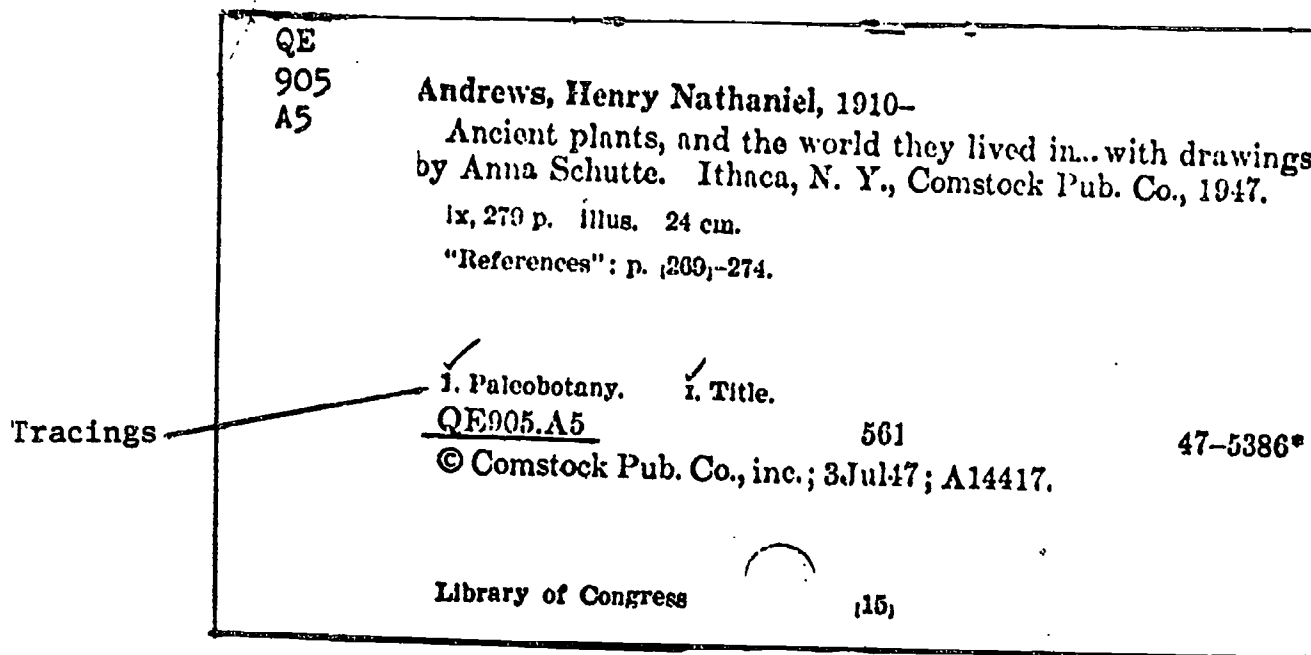 QE
905
A5
Andrews, Henry Nathaniel, 1910–
Ancient plants, and the world they lived in...with drawings
by Anna Schutte. Ithaca, N. Y., Comstock Pub. Co., 1947.
ix, 279 p. illus. 24 cm.
"References": p. [269]-274.
1. Paleobotany. I. Title.
Tracings
QE905.A5 561 47–5386*
© Comstock Pub. Co., inc.; 3Jul47; A14417.
Library of Congress [15]